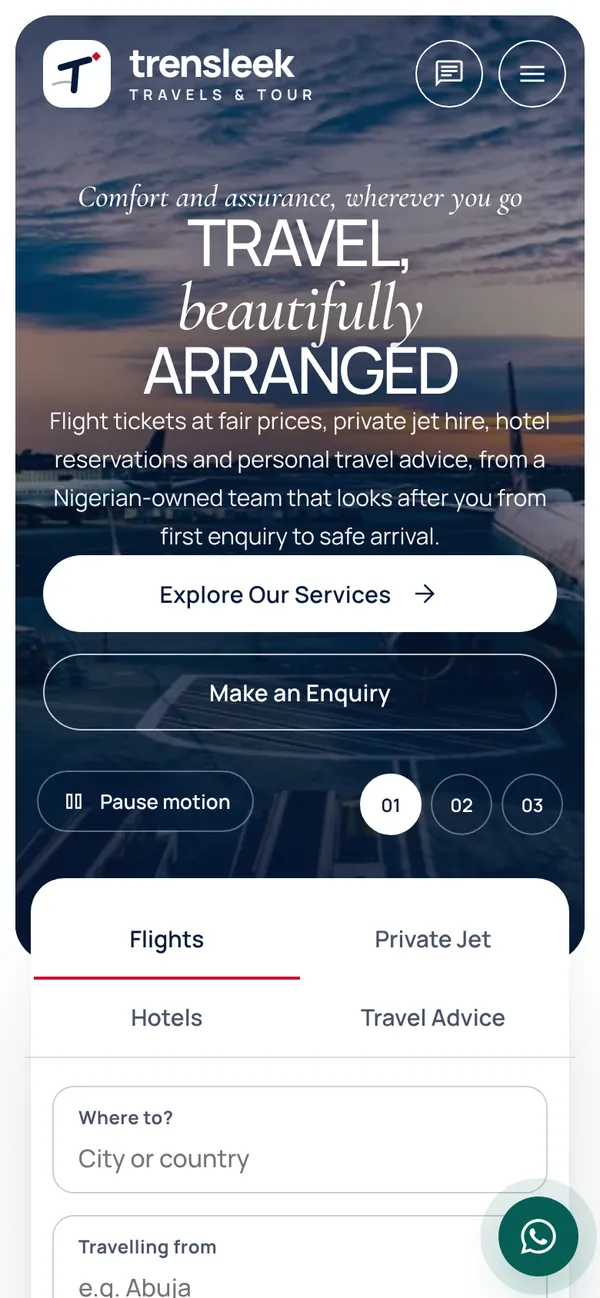 trensleek
TRAVELS & TOUR
Comfort and assurance, wherever you go
TRAVEL,
beautifully
ARRANGED
Flight tickets at fair prices, private jet hire, hotel
reservations and personal travel advice, from a
Nigerian-owned team that looks after you from
first enquiry to safe arrival.
Explore Our Services →
Make an Enquiry
Pause motion
01
02
03
Flights
Private Jet
Hotels
Travel Advice
Where to?
City or country
Travelling from
e.g. Abuja